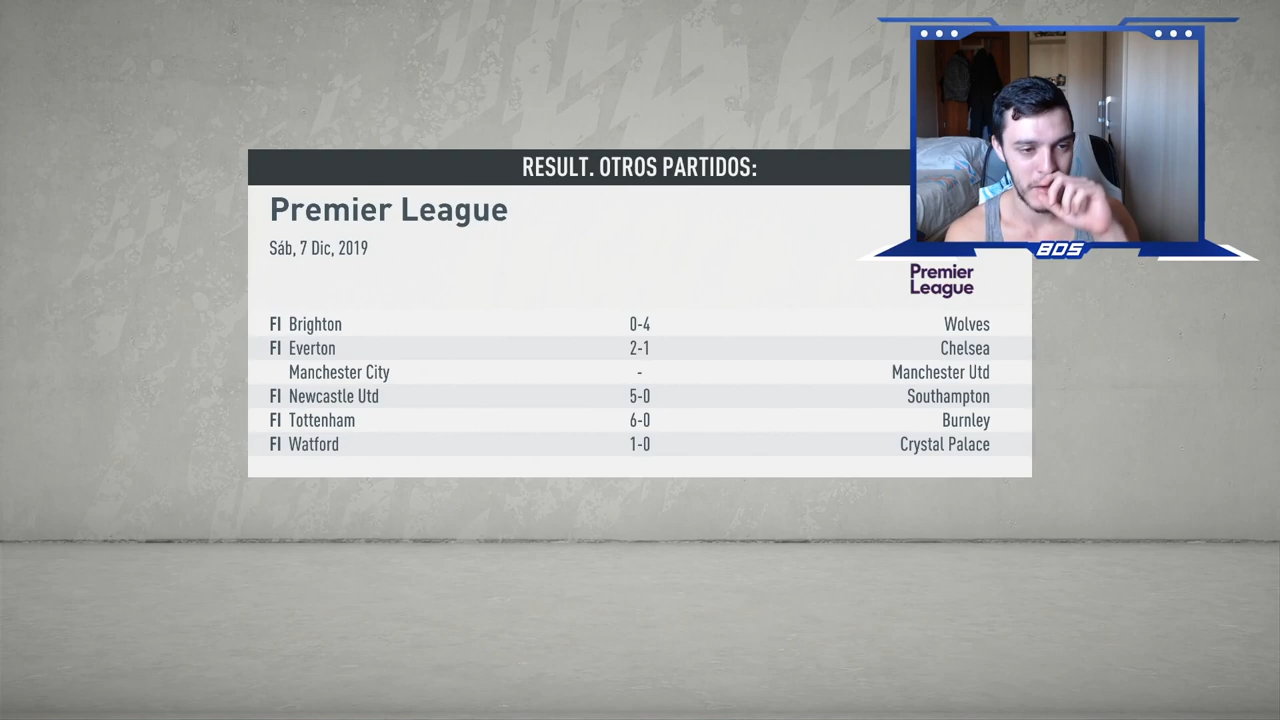 RESULT. OTROS PARTIDOS:
Premier League
Sáb, 7 Dic, 2019
Premier
League
FI Brighton 0-4 Wolves
FI Everton 2-1 Chelsea
Manchester City - Manchester Utd
FI Newcastle Utd 5-0 Southampton
FI Tottenham 6-0 Burnley
FI Watford 1-0 Crystal Palace
BDS